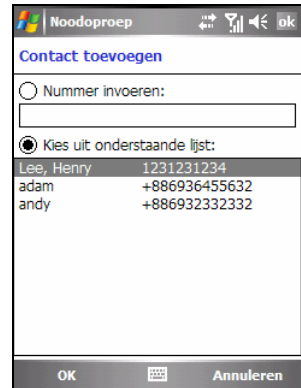 Noodoproep ok
Contact toevoegen
Nummer invoeren:
Kies uit onderstaande lijst:
Lee, Henry 1231231234
adam +886936455632
andy +886932332332
OK Annuleren